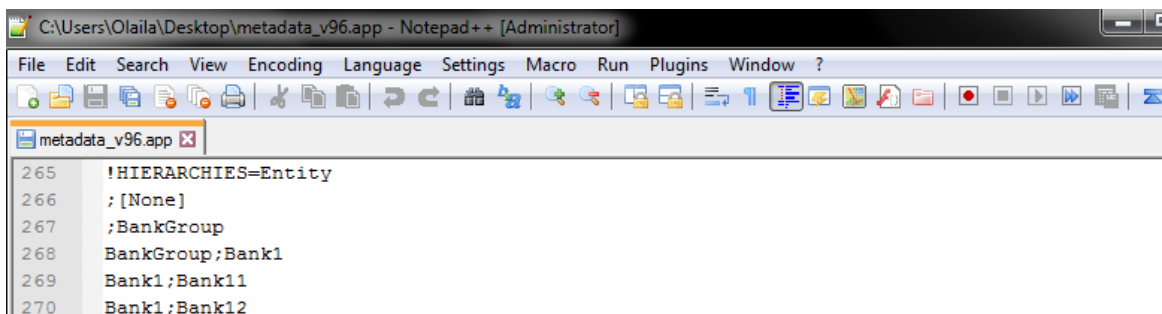 C:\Users\Olaila\Desktop\metadata_v96.app - Notepad++ [Administrator]
File Edit Search View Encoding Language Settings Macro Run Plugins Window ?
metadata_v96.app
265 !HIERARCHIES=Entity
266 ;[None]
267 ;BankGroup
268 BankGroup;Bank1
269 Bank1;Bank11
270 Bank1;Bank12